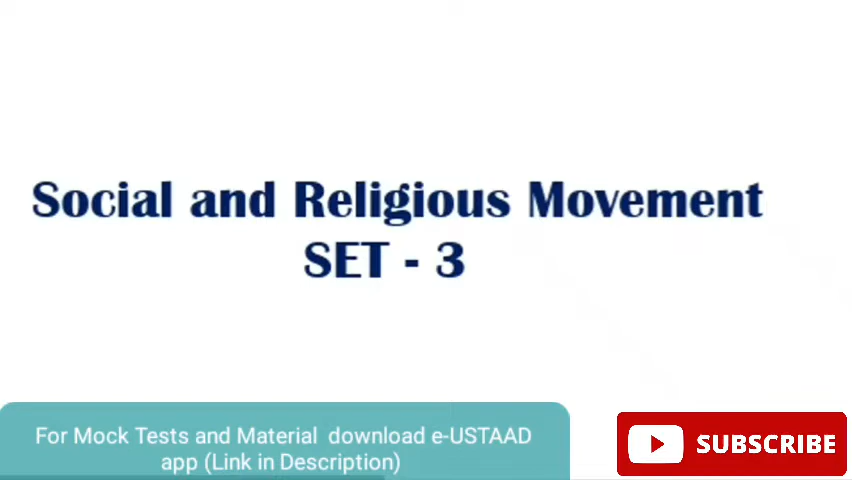 Social and Religious Movement
SET - 3
For Mock Tests and Material download e-USTAAD
app (Link in Description)
SUBSCRIBE